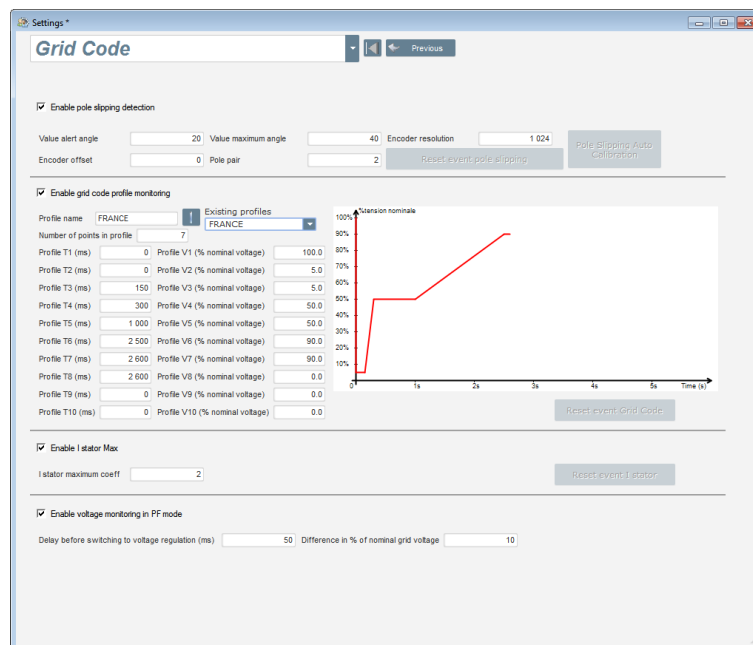 Settings *
Grid Code
Previous
Enable pole slipping detection
Value alert angle 20 Value maximum angle 40 Encoder resolution 1 024
Pole Slipping Auto Calibration
Encoder offset 0 Pole pair 2 Reset event pole slipping
Enable grid code profile monitoring
Profile name FRANCE ! Existing profiles
FRANCE
Number of points in profile 7
Profile T1 (ms) 0 Profile V1 (% nominal voltage) 100.0
Profile T2 (ms) 0 Profile V2 (% nominal voltage) 5.0
Profile T3 (ms) 150 Profile V3 (% nominal voltage) 5.0
Profile T4 (ms) 300 Profile V4 (% nominal voltage) 50.0
Profile T5 (ms) 1 000 Profile V5 (% nominal voltage) 50.0
Profile T6 (ms) 2 500 Profile V6 (% nominal voltage) 90.0
Profile T7 (ms) 2 600 Profile V7 (% nominal voltage) 90.0
Profile T8 (ms) 2 600 Profile V8 (% nominal voltage) 0.0
Profile T9 (ms) 0 Profile V9 (% nominal voltage) 0.0
Profile T10 (ms) 0 Profile V10 (% nominal voltage) 0.0
%tension nominale
100%
90%
80%
70%
60%
50%
40%
30%
20%
10%
0 1s 2s 3s 4s 5s Time (s)
Reset event Grid Code
Enable I stator Max
I stator maximum coeff 2 Reset event I stator
Enable voltage monitoring in PF mode
Delay before switching to voltage regulation (ms) 50 Difference in % of nominal grid voltage 10